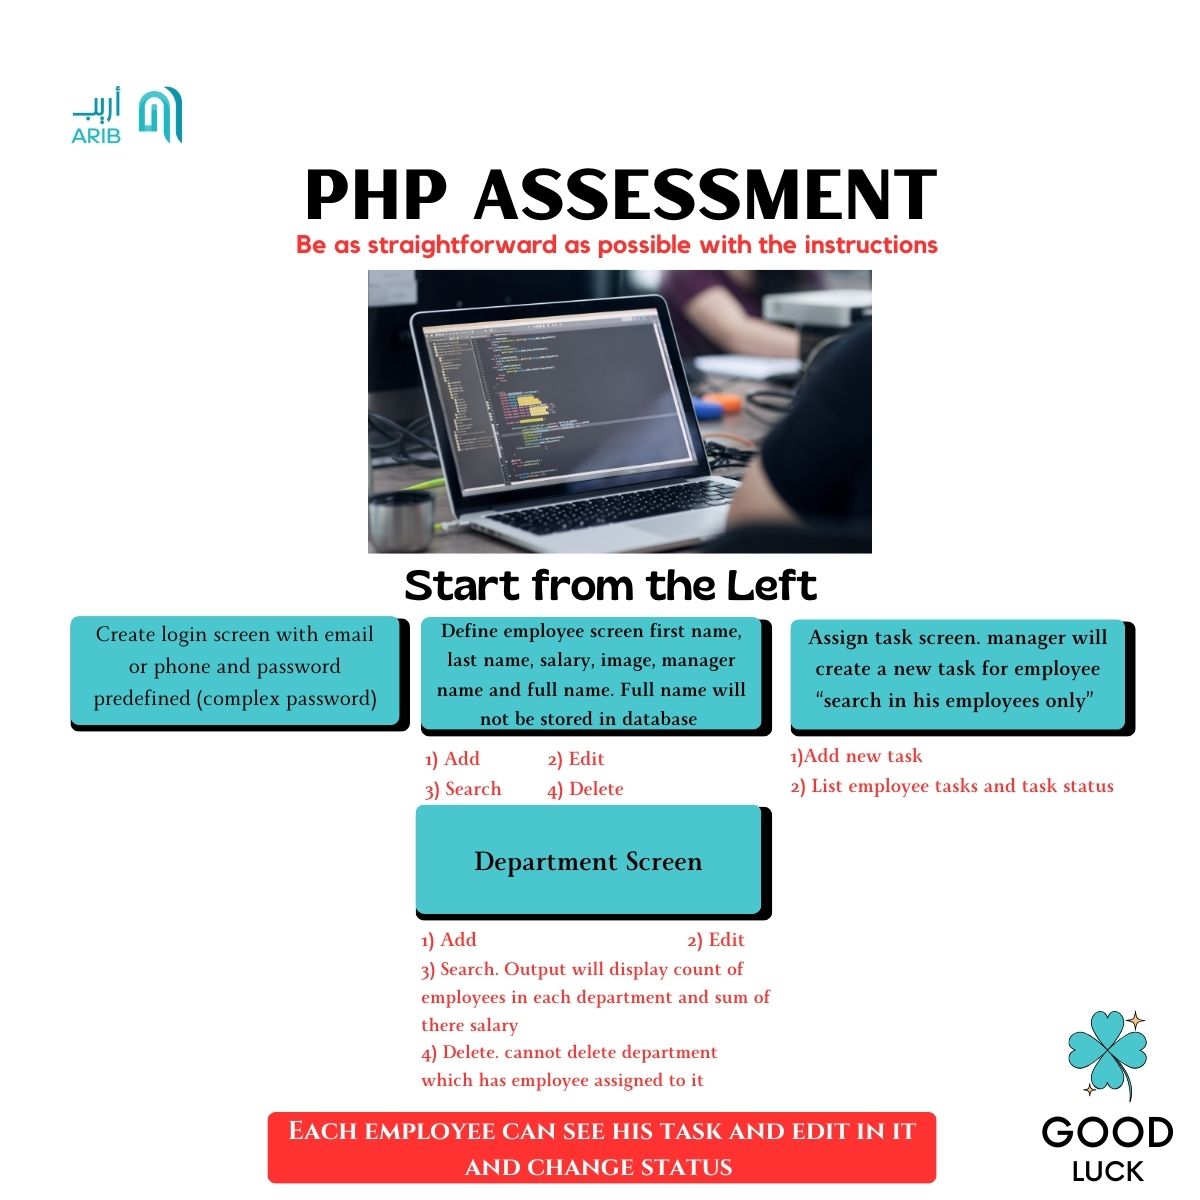 أريب
ARIB
PHP ASSESSMENT
Be as straightforward as possible with the instructions
Start from the Left
Create login screen with email
or phone and password
predefined (complex password)
Define employee screen first name,
last name, salary, image, manager
name and full name. Full name will
not be stored in database
1) Add 2) Edit
3) Search 4) Delete
Assign task screen. manager will
create a new task for employee
“search in his employees only”
1)Add new task
2) List employee tasks and task status
Department Screen
1) Add 2) Edit
3) Search. Output will display count of
employees in each department and sum of
there salary
4) Delete. cannot delete department
which has employee assigned to it
Each employee can see his task and edit in it
and change status
GOOD
LUCK